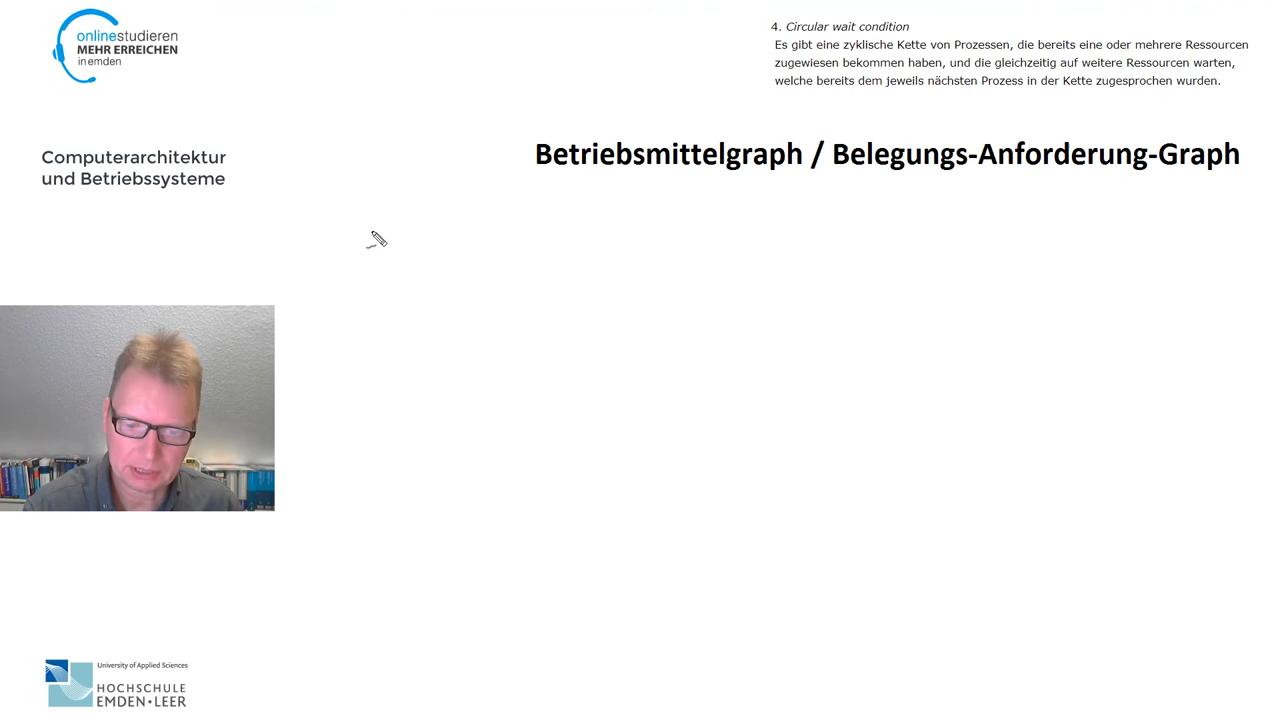 onlinestudieren
MEHR ERREICHEN
in emden
4. Circular wait condition
Es gibt eine zyklische Kette von Prozessen, die bereits eine oder mehrere Ressourcen
zugewiesen bekommen haben, und die gleichzeitig auf weitere Ressourcen warten,
welche bereits dem jeweils nächsten Prozess in der Kette zugesprochen wurden.
Computerarchitektur
und Betriebssysteme
Betriebsmittelgraph / Belegungs-Anforderung-Graph
University of Applied Sciences
HOCHSCHULE
EMDEN•LEER